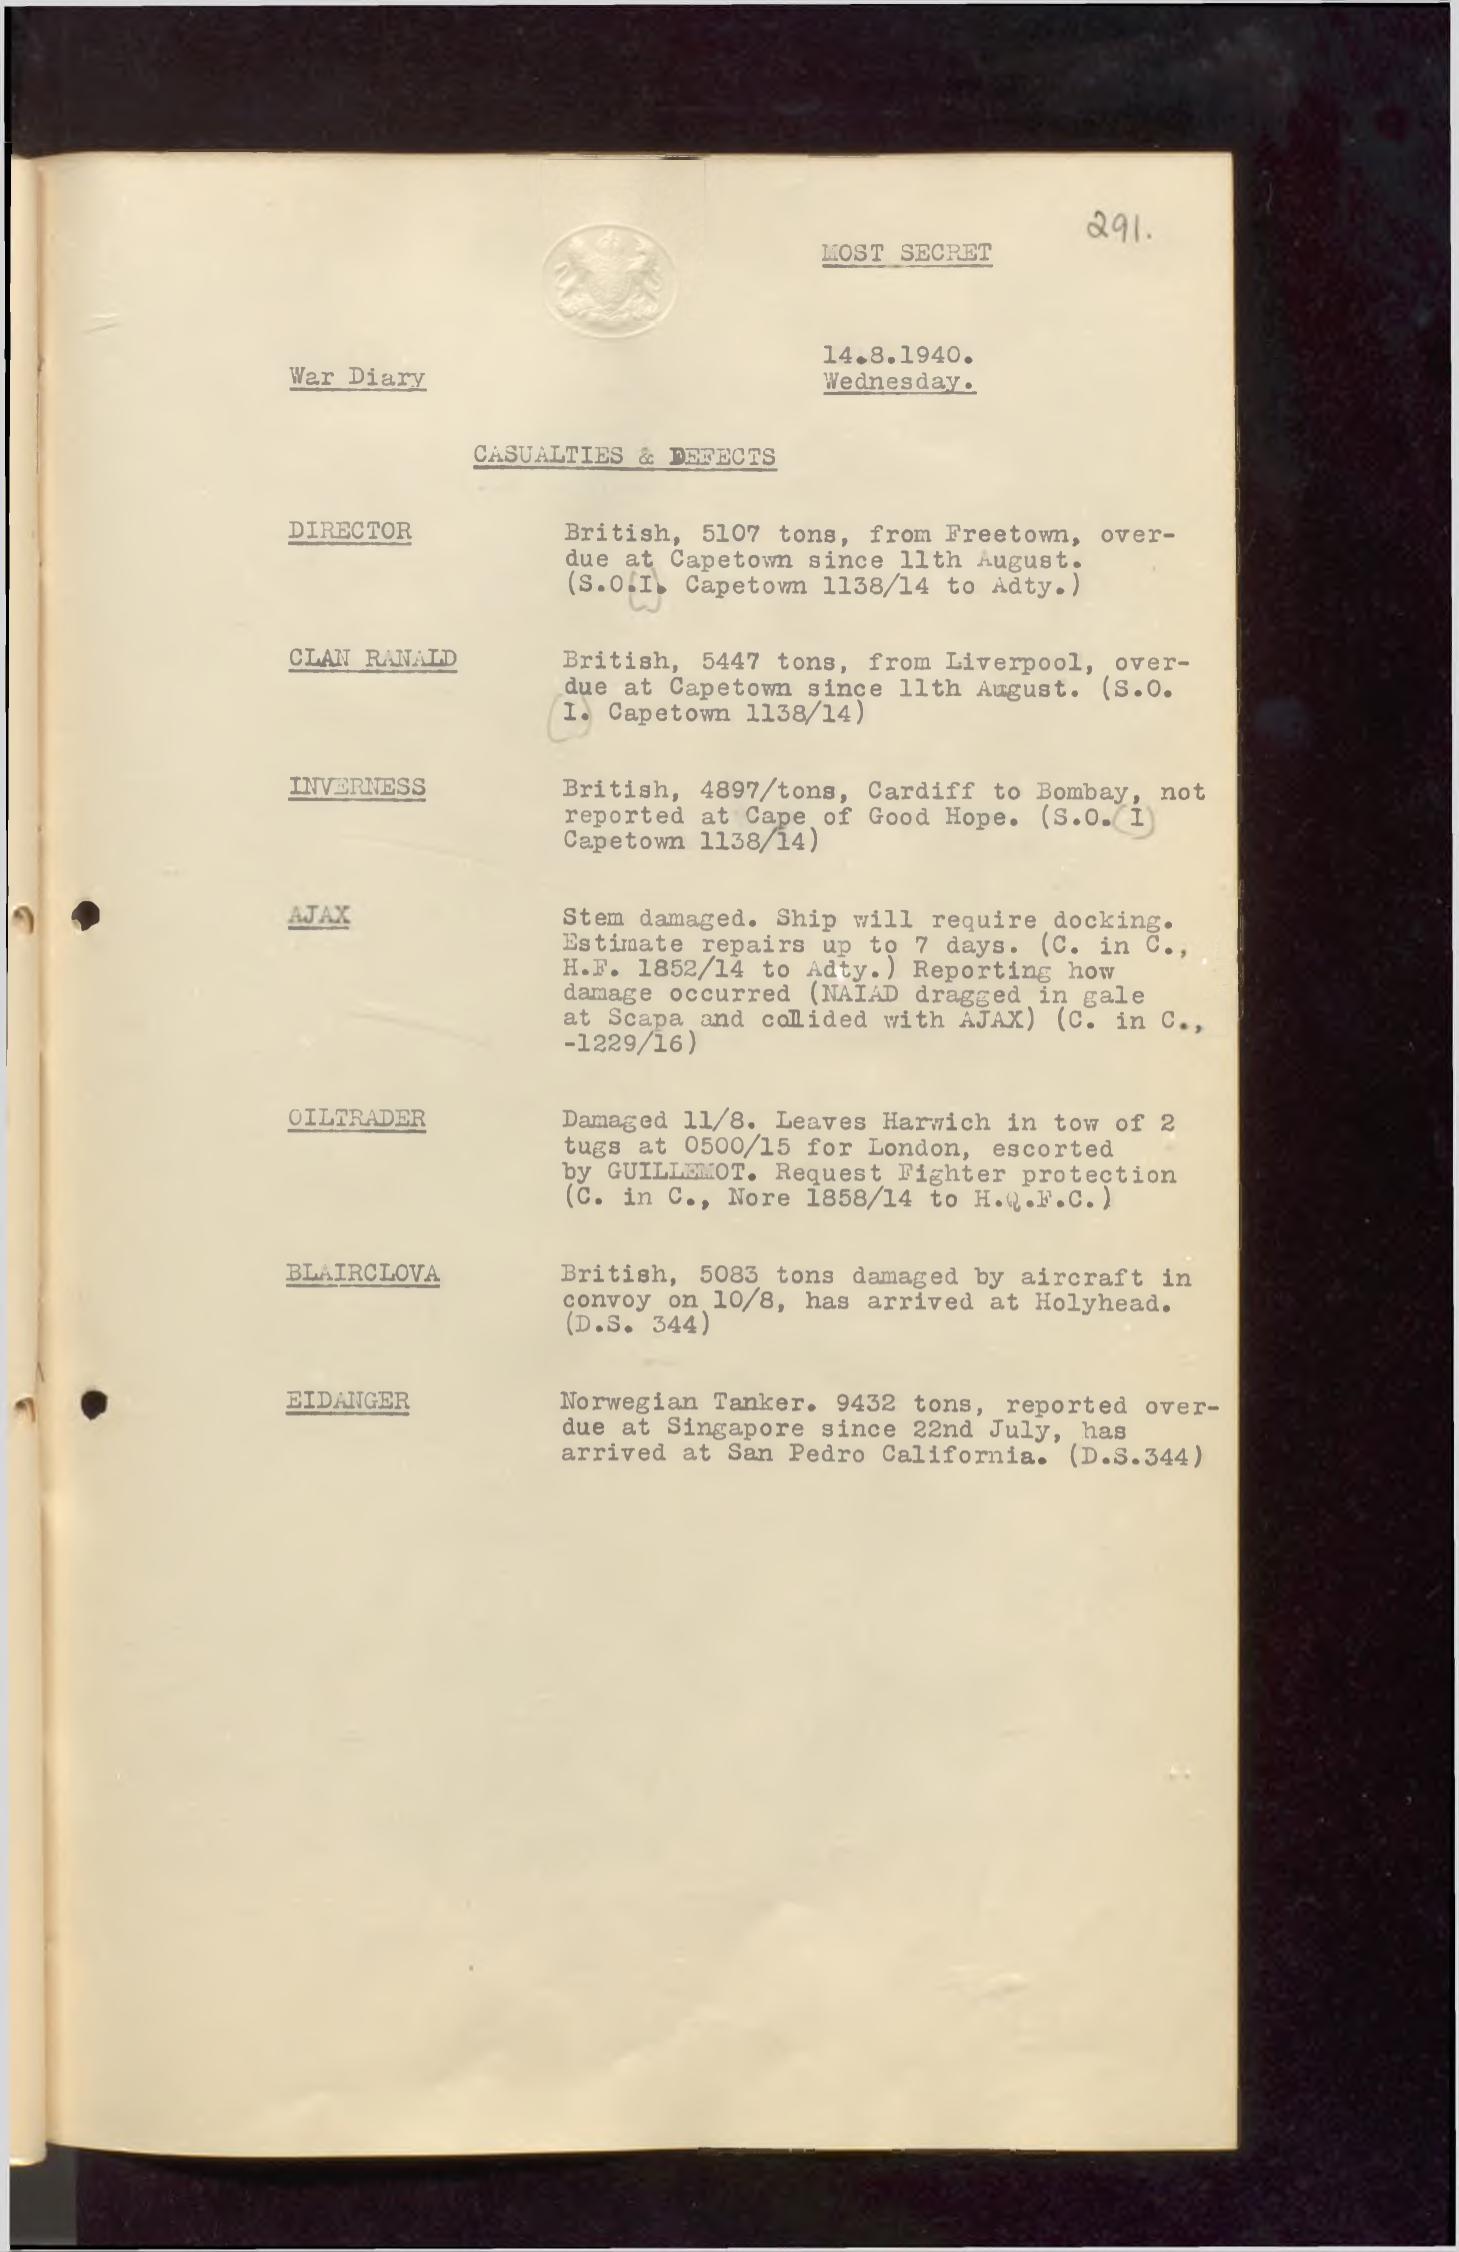 291.
MOST SECRET
14.8.1940.
War Diary
Wednesday.
CASUALTIES & DEFECTS
DIRECTOR British, 5107 tons, from Freetown, over-
due at Capetown since 11th August.
(S.O.I. Capetown 1138/14 to Adty.)
CLAN RANALD British, 5447 tons, from Liverpool, over-
due at Capetown since 11th August. (S.O.
I. Capetown 1138/14)
INVERNESS British, 4897/tons, Cardiff to Bombay, not
reported at Cape of Good Hope. (S.O. I
Capetown 1138/14)
AJAX Stem damaged. Ship will require docking.
Estimate repairs up to 7 days. (C. in C.,
H.F. 1852/14 to Adty.) Reporting how
damage occurred (NAIAD dragged in gale
at Scapa and collided with AJAX) (C. in C.,
-1229/16)
OILTRADER Damaged 11/8. Leaves Harwich in tow of 2
tugs at 0500/15 for London, escorted
by GUILLEMOT. Request Fighter protection
(C. in C., Nore 1858/14 to H.Q.F.C.)
BLAIRCLOVA British, 5083 tons damaged by aircraft in
convoy on 10/8, has arrived at Holyhead.
(D.S. 344)
EIDANGER Norwegian Tanker. 9432 tons, reported over-
due at Singapore since 22nd July, has
arrived at San Pedro California. (D.S.344)